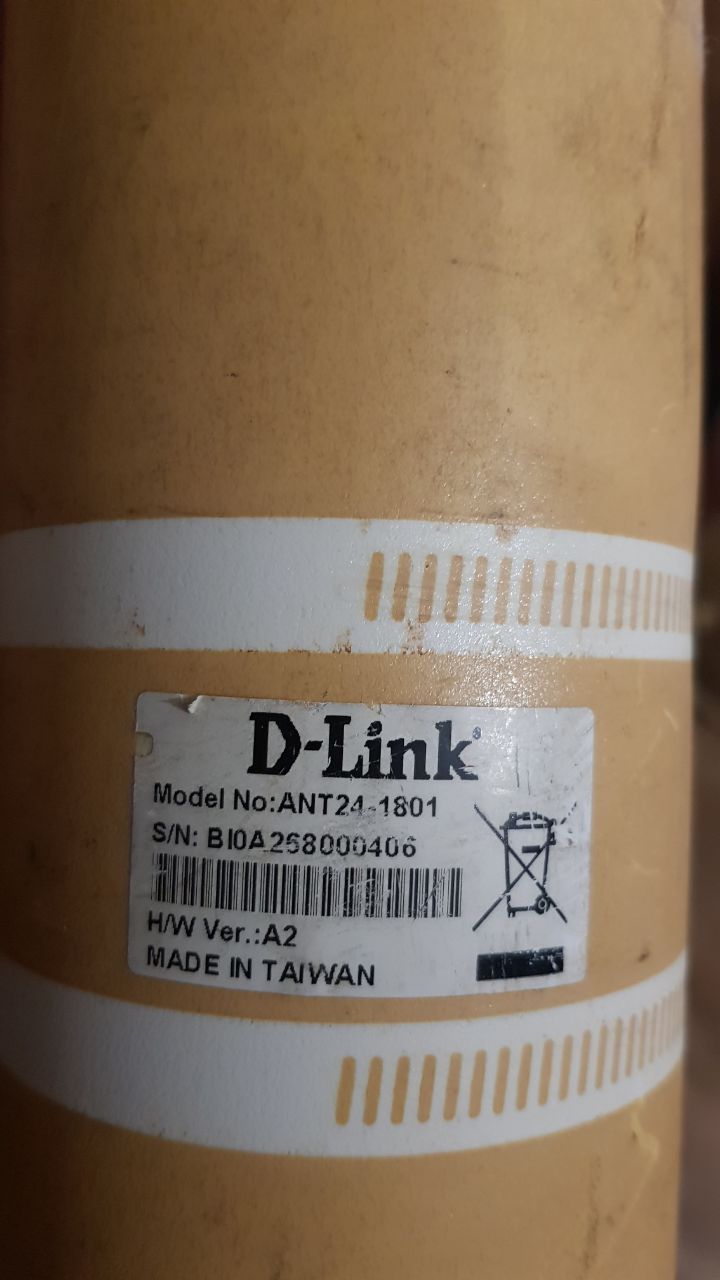 D-Link®
Model No:ANT24-1801
S/N: BI0A268000406
H/W Ver.:A2
MADE IN TAIWAN